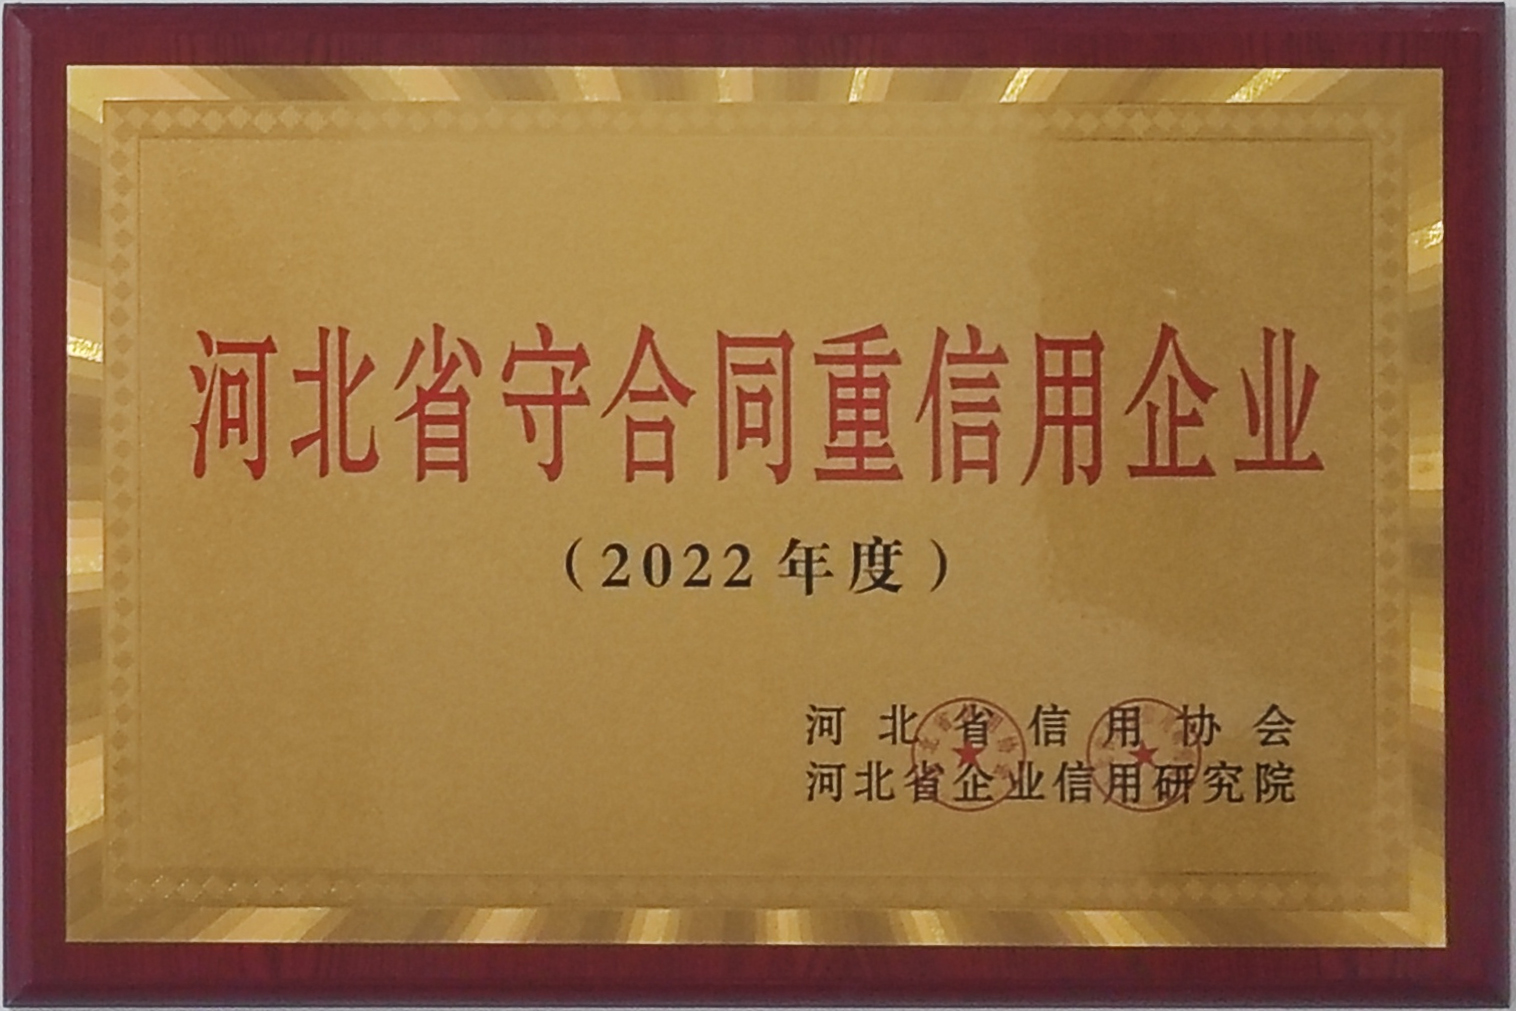 河北省守合同重信用企业
（2022年度）
河北省信用协会
河北省企业信用研究院